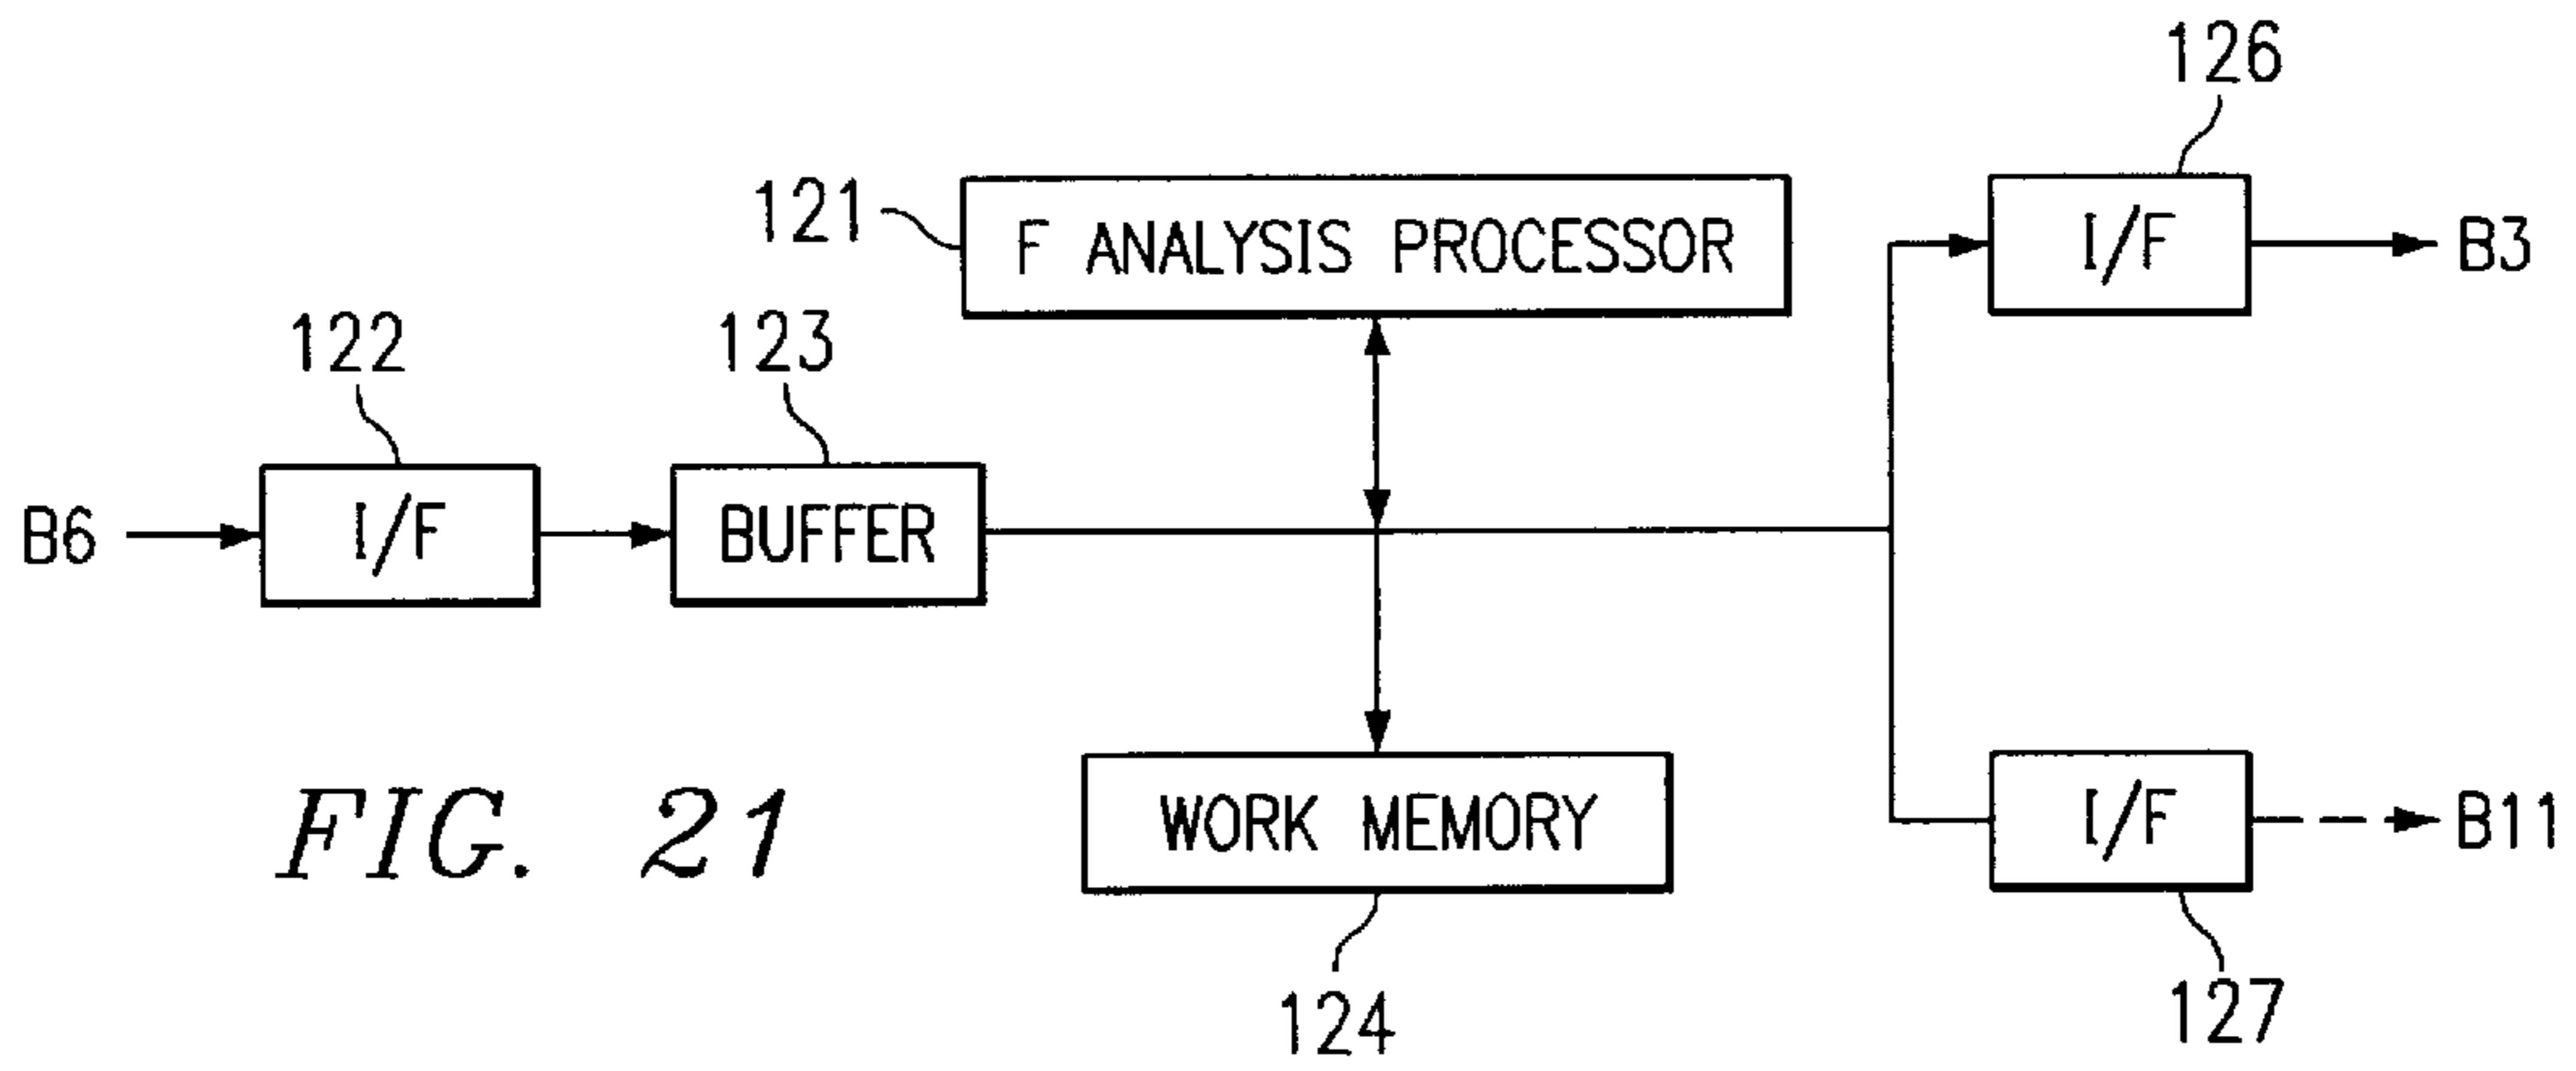 126
121
F ANALYSIS PROCESSOR
I/F
B3
122
123
B6
I/F
BUFFER
FIG. 21
WORK MEMORY
I/F
B11
124
127